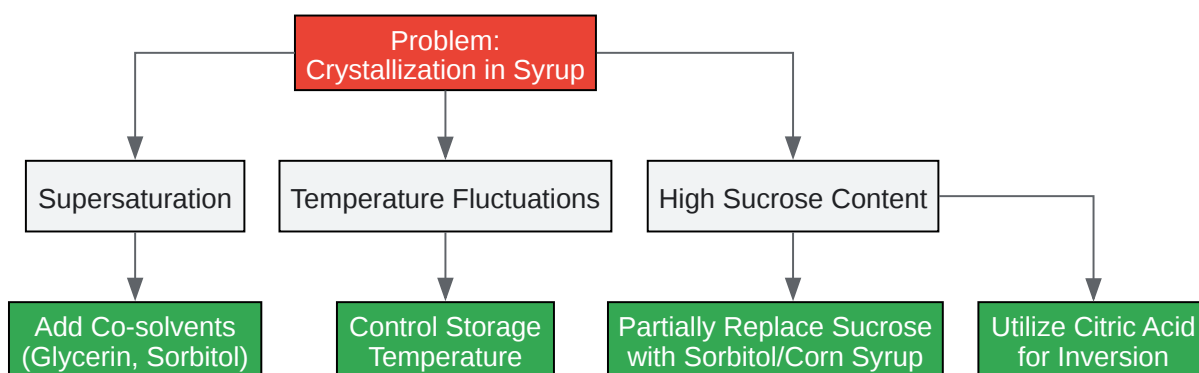 Problem:
Crystallization in Syrup
Supersaturation
Temperature Fluctuations
High Sucrose Content
Add Co-solvents
(Glycerin, Sorbitol)
Control Storage
Temperature
Partially Replace Sucrose
with Sorbitol/Corn Syrup
Utilize Citric Acid
for Inversion